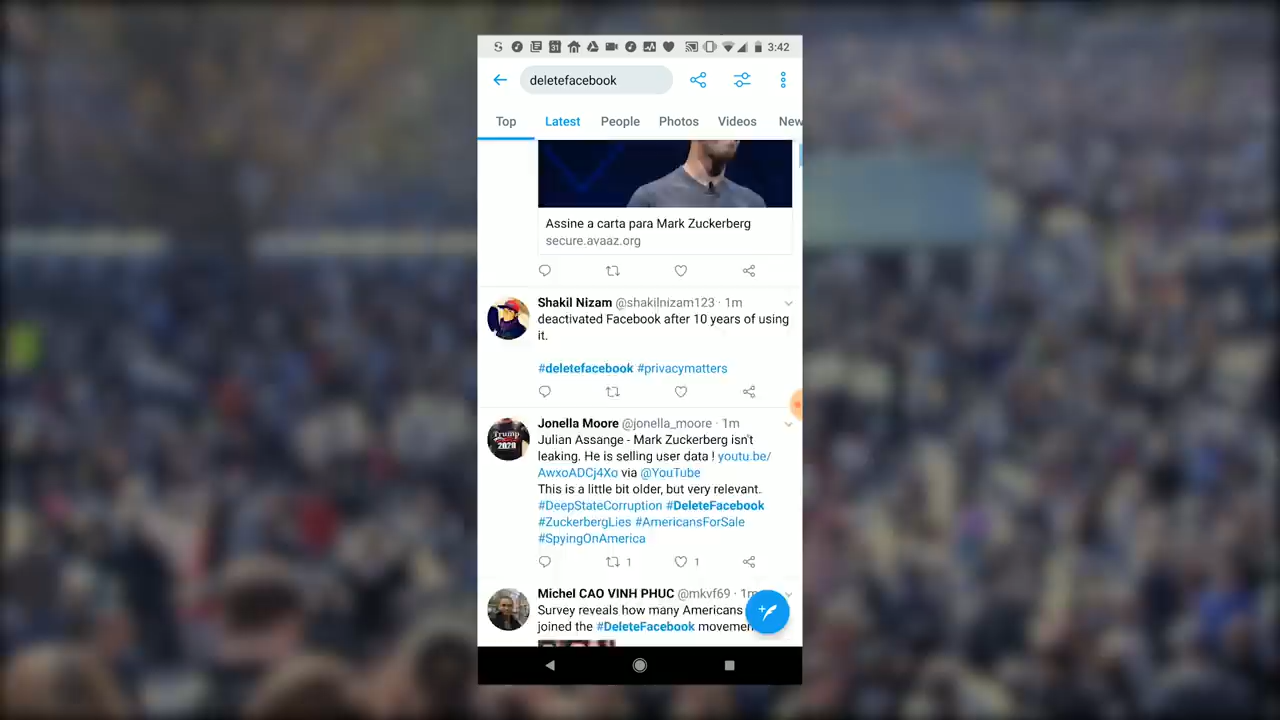 3:42
deletefacebook
Top Latest People Photos Videos New
Assine a carta para Mark Zuckerberg
secure.avaaz.org
Shakil Nizam @shakilnizam123 · 1m
deactivated Facebook after 10 years of using
it.
#deletefacebook #privacymatters
Jonella Moore @jonella_moore · 1m
Julian Assange - Mark Zuckerberg isn't
leaking. He is selling user data ! youtu.be/
AwxoADCj4Xo via @YouTube
This is a little bit older, but very relevant.
#DeepStateCorruption #DeleteFacebook
#ZuckerbergLies #AmericansForSale
#SpyingOnAmerica
1 1
Trump
2020
Michel CAO VINH PHUC @mkvf69 · 1m
Survey reveals how many Americans
joined the #DeleteFacebook movemen